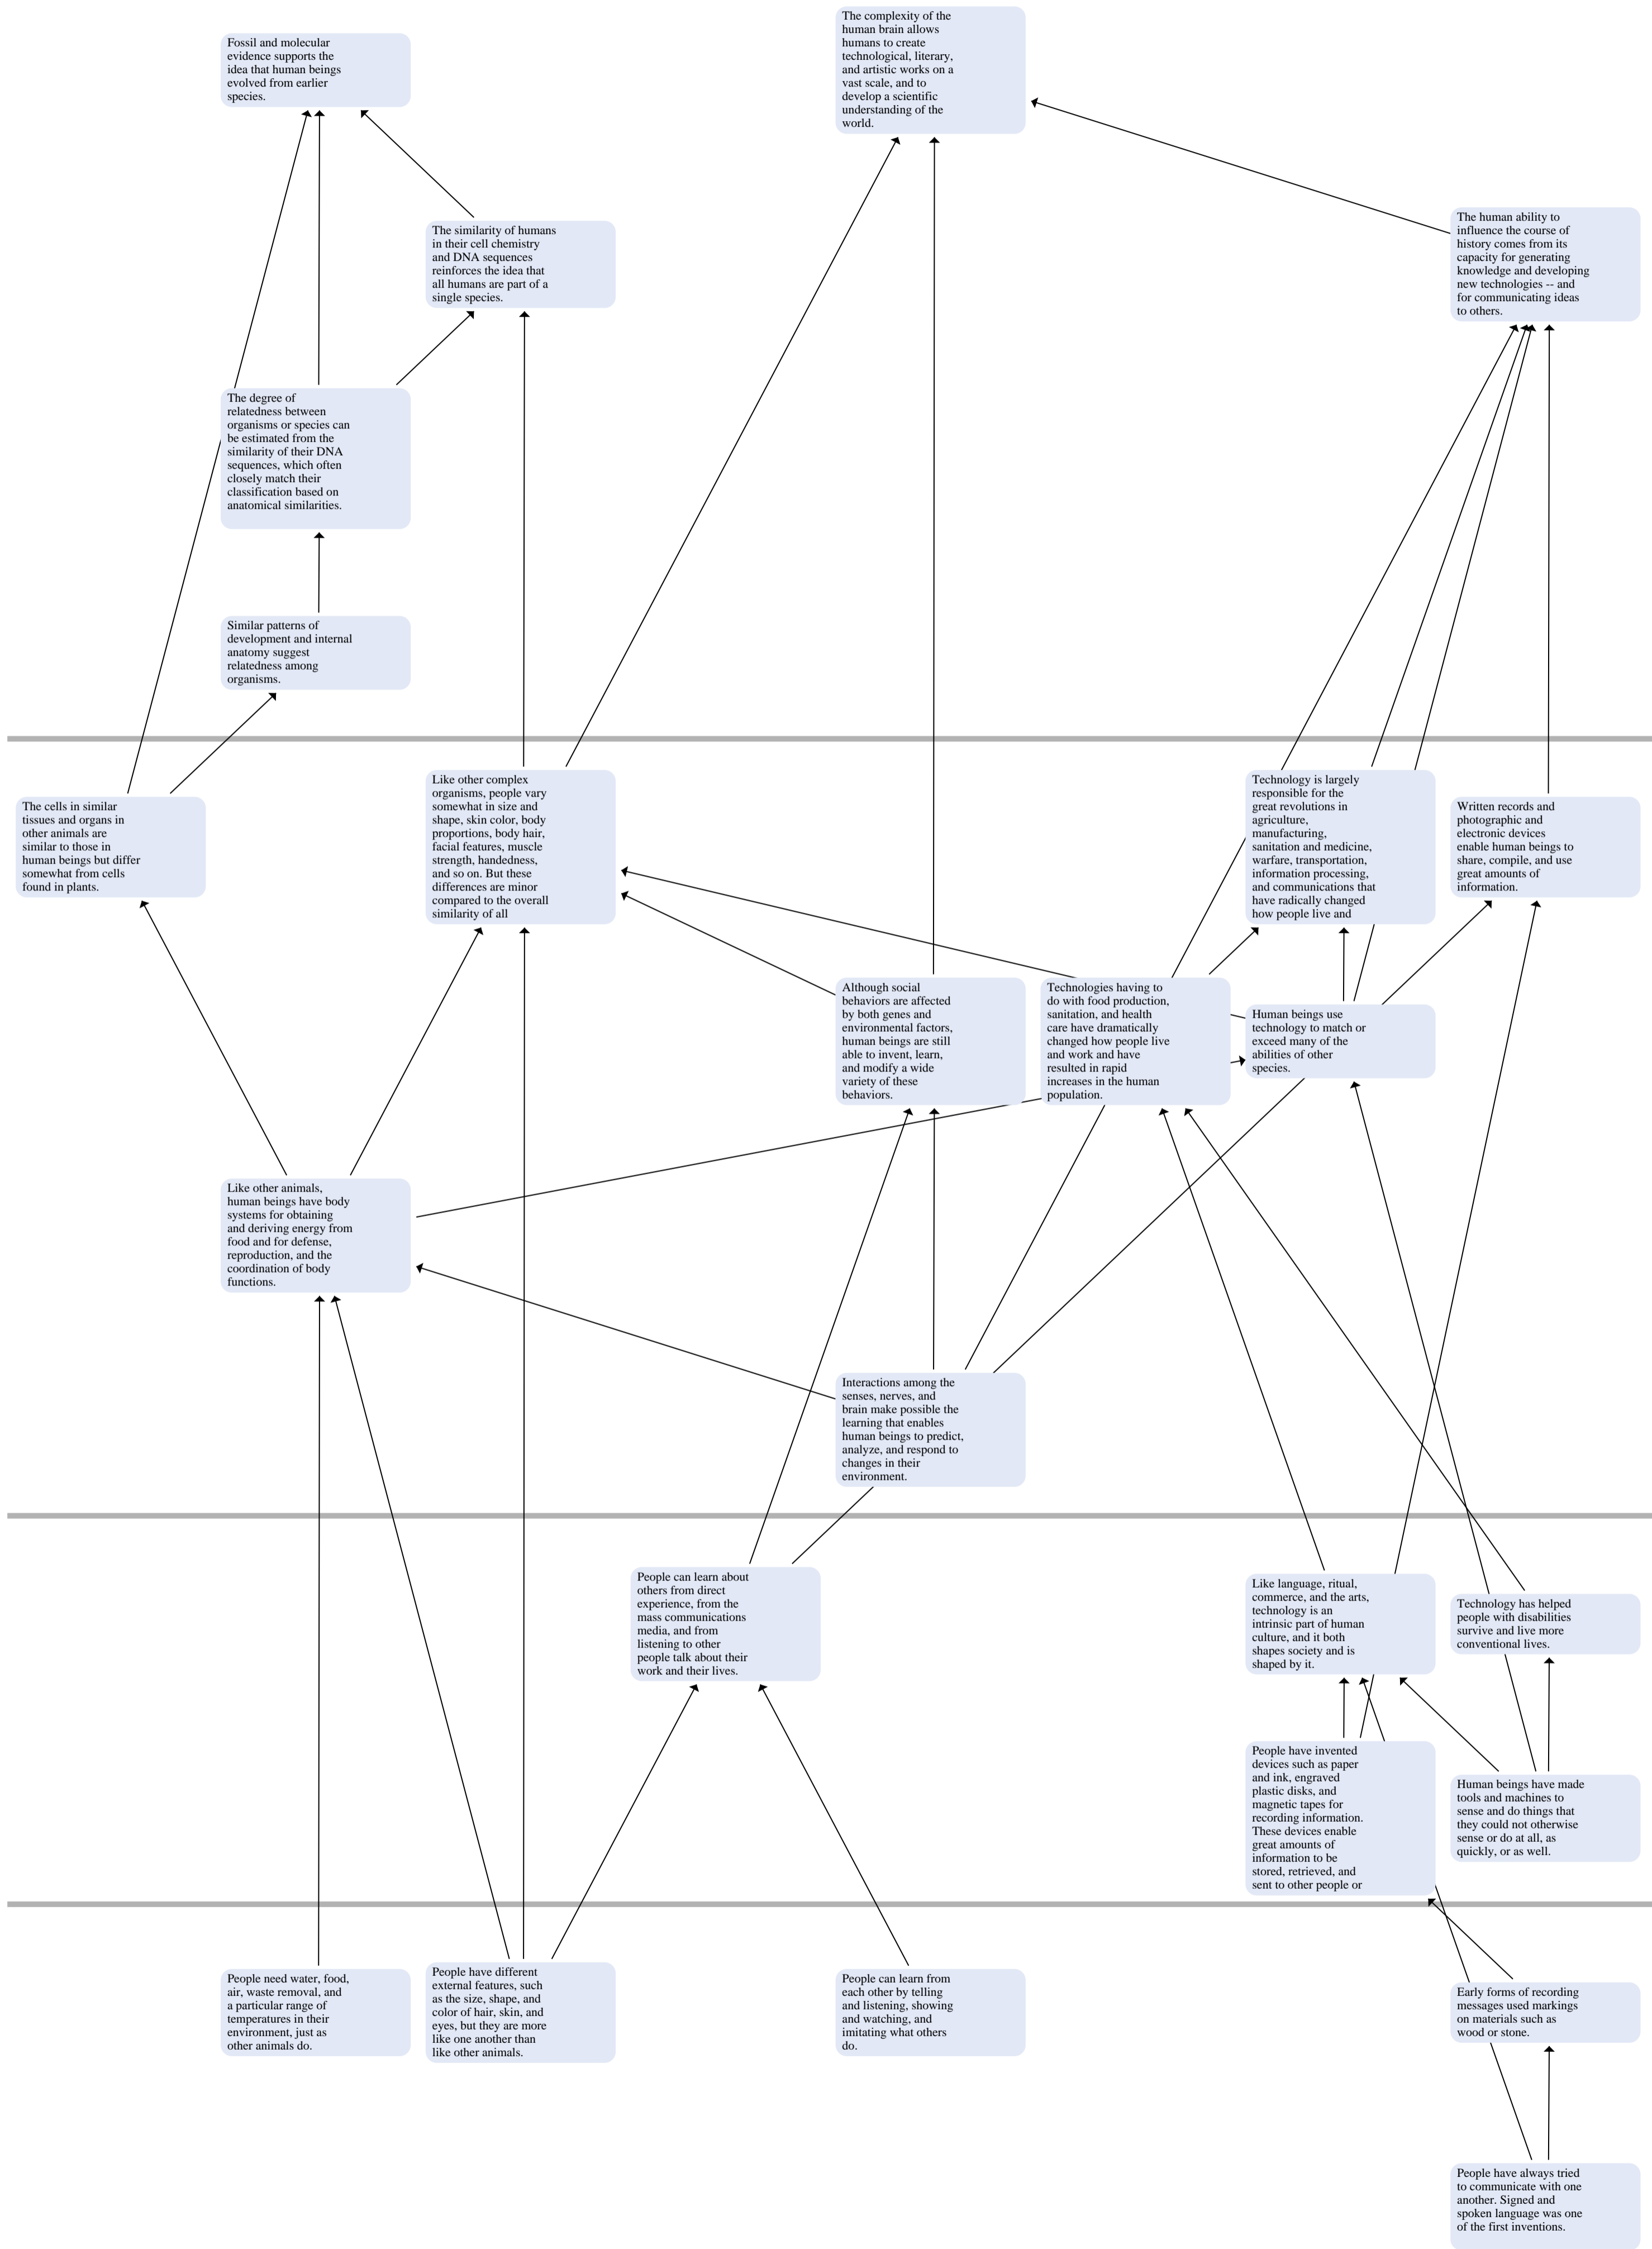 The complexity of the
human brain allows
humans to create
technological, literary,
and artistic works on a
vast scale, and to
develop a scientific
understanding of the
world.
Fossil and molecular
evidence supports the
idea that human beings
evolved from earlier
species.
The similarity of humans
in their cell chemistry
and DNA sequences
reinforces the idea that
all humans are part of a
single species.
The human ability to
influence the course of
history comes from its
capacity for generating
knowledge and developing
new technologies -- and
for communicating ideas
to others.
The degree of
relatedness between
organisms or species can
be estimated from the
similarity of their DNA
sequences, which often
closely match their
classification based on
anatomical similarities.
Similar patterns of
development and internal
anatomy suggest
relatedness among
organisms.
The cells in similar
tissues and organs in
other animals are
similar to those in
human beings but differ
somewhat from cells
found in plants.
Like other complex
organisms, people vary
somewhat in size and
shape, skin color, body
proportions, body hair,
facial features, muscle
strength, handedness,
and so on. But these
differences are minor
compared to the overall
similarity of all
Technology is largely
responsible for the
great revolutions in
agriculture,
manufacturing,
sanitation and medicine,
warfare, transportation,
information processing,
and communications that
have radically changed
how people live and
Written records and
photographic and
electronic devices
enable human beings to
share, compile, and use
great amounts of
information.
Although social
behaviors are affected
by both genes and
environmental factors,
human beings are still
able to invent, learn,
and modify a wide
variety of these
behaviors.
Technologies having to
do with food production,
sanitation, and health
care have dramatically
changed how people live
and work and have
resulted in rapid
increases in the human
population.
Human beings use
technology to match or
exceed many of the
abilities of other
species.
Like other animals,
human beings have body
systems for obtaining
and deriving energy from
food and for defense,
reproduction, and the
coordination of body
functions.
Interactions among the
senses, nerves, and
brain make possible the
learning that enables
human beings to predict,
analyze, and respond to
changes in their
environment.
People can learn about
others from direct
experience, from the
mass communications
media, and from
listening to other
people talk about their
work and their lives.
Like language, ritual,
commerce, and the arts,
technology is an
intrinsic part of human
culture, and it both
shapes society and is
shaped by it.
Technology has helped
people with disabilities
survive and live more
conventional lives.
People have invented
devices such as paper
and ink, engraved
plastic disks, and
magnetic tapes for
recording information.
These devices enable
great amounts of
information to be
stored, retrieved, and
sent to other people or
Human beings have made
tools and machines to
sense and do things that
they could not otherwise
sense or do at all, as
quickly, or as well.
People need water, food,
air, waste removal, and
a particular range of
temperatures in their
environment, just as
other animals do.
People have different
external features, such
as the size, shape, and
color of hair, skin, and
eyes, but they are more
like one another than
like other animals.
People can learn from
each other by telling
and listening, showing
and watching, and
imitating what others
do.
Early forms of recording
messages used markings
on materials such as
wood or stone.
People have always tried
to communicate with one
another. Signed and
spoken language was one
of the first inventions.